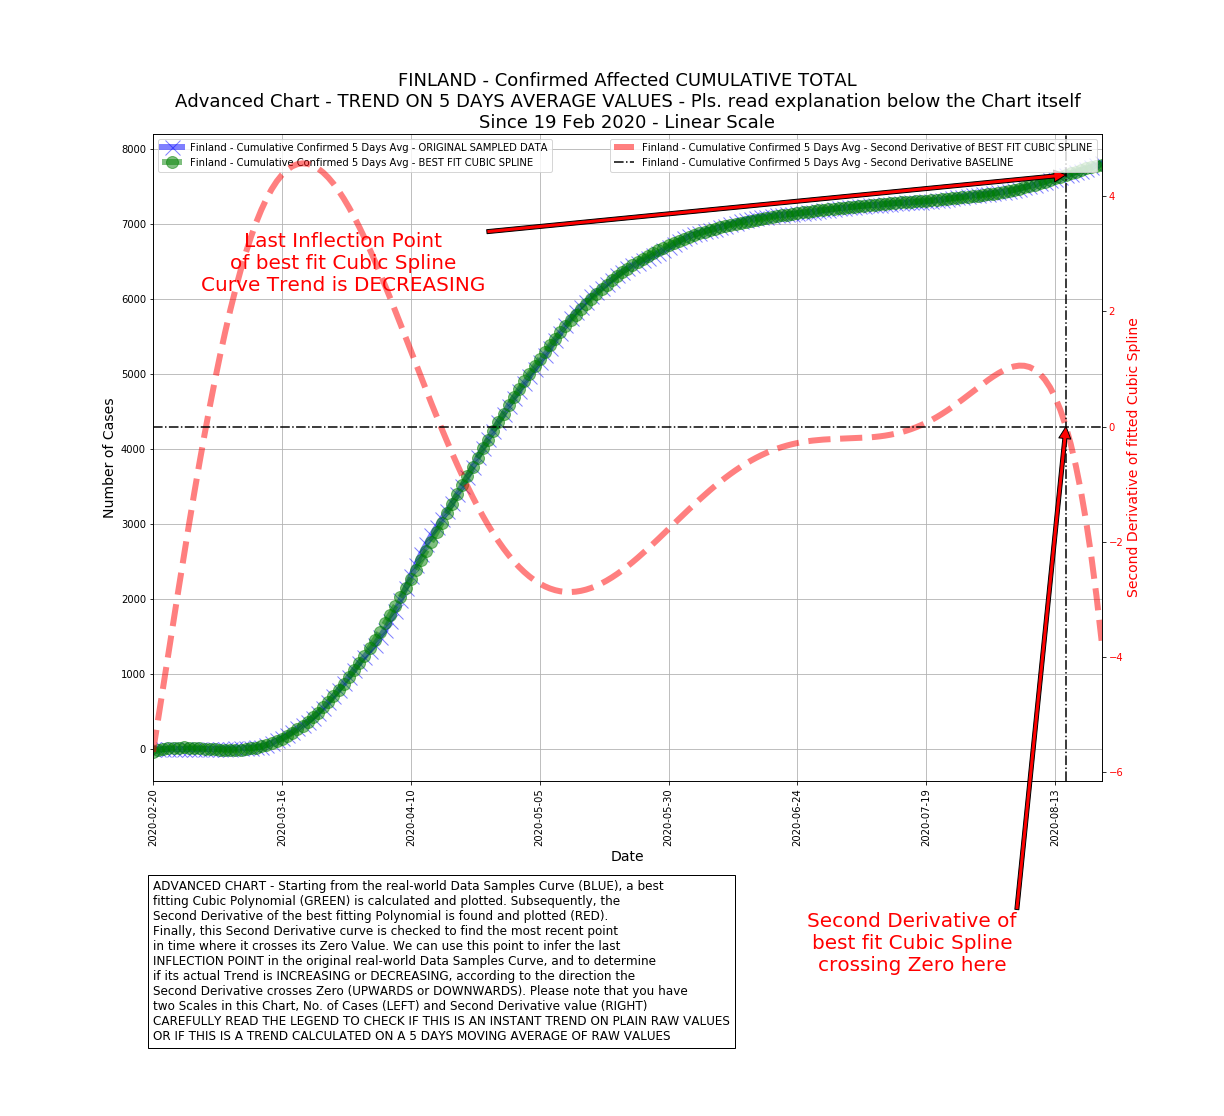 FINLAND - Confirmed Affected CUMULATIVE TOTAL
Advanced Chart - TREND ON 5 DAYS AVERAGE VALUES - Pls. read explanation below the Chart itself
Since 19 Feb 2020 - Linear Scale
Finland - Cumulative Confirmed 5 Days Avg - ORIGINAL SAMPLED DATA
Finland - Cumulative Confirmed 5 Days Avg - BEST FIT CUBIC SPLINE
Finland - Cumulative Confirmed 5 Days Avg - Second Derivative of BEST FIT CUBIC SPLINE
Finland - Cumulative Confirmed 5 Days Avg - Second Derivative BASELINE
Last Inflection Point
of best fit Cubic Spline
Curve Trend is DECREASING
Number of Cases
8000
7000
6000
5000
4000
3000
2000
1000
0
4
2
0
−2
−4
−6
Second Derivative of fitted Cubic Spline
2020-02-20
2020-03-16
2020-04-10
2020-05-05
2020-05-30
2020-06-24
2020-07-19
2020-08-13
Date
Second Derivative of
best fit Cubic Spline
crossing Zero here
ADVANCED CHART - Starting from the real-world Data Samples Curve (BLUE), a best
fitting Cubic Polynomial (GREEN) is calculated and plotted. Subsequently, the
Second Derivative of the best fitting Polynomial is found and plotted (RED).
Finally, this Second Derivative curve is checked to find the most recent point
in time where it crosses its Zero Value. We can use this point to infer the last
INFLECTION POINT in the original real-world Data Samples Curve, and to determine
if its actual Trend is INCREASING or DECREASING, according to the direction the
Second Derivative crosses Zero (UPWARDS or DOWNWARDS). Please note that you have
two Scales in this Chart, No. of Cases (LEFT) and Second Derivative value (RIGHT)
CAREFULLY READ THE LEGEND TO CHECK IF THIS IS AN INSTANT TREND ON PLAIN RAW VALUES
OR IF THIS IS A TREND CALCULATED ON A 5 DAYS MOVING AVERAGE OF RAW VALUES